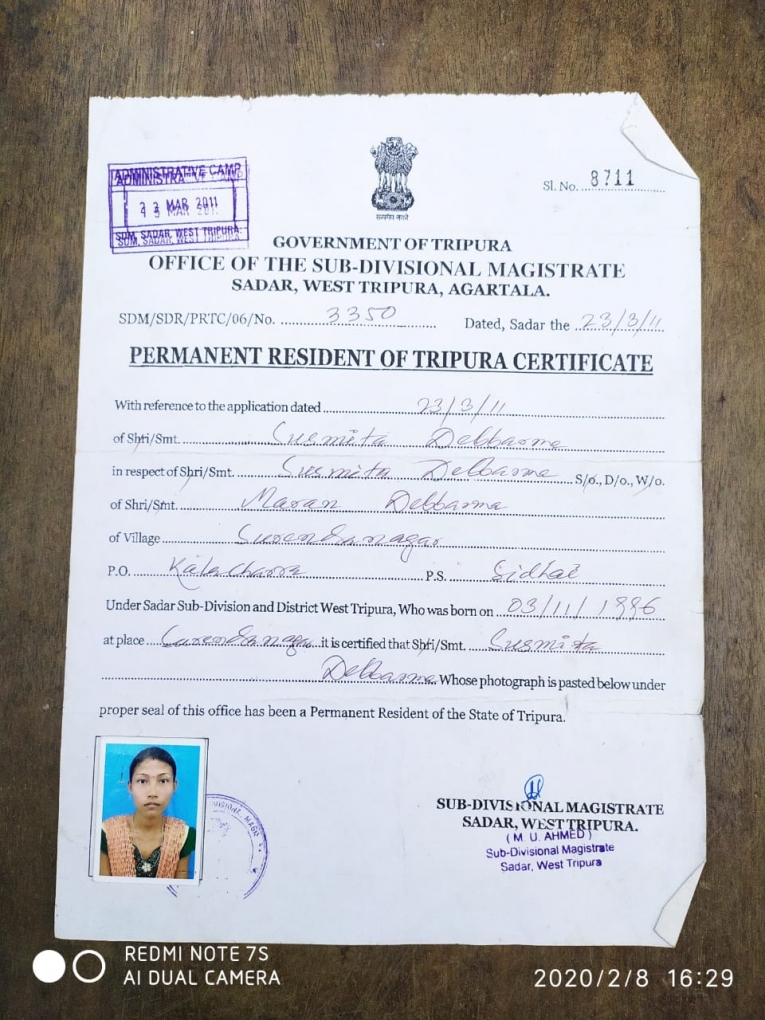 ADMINISTRATIVE CAMP
23 MAR 2011
SDM, SADAR, WEST TRIPURA.
सत्यमेव जयते
Sl. No. 8711
GOVERNMENT OF TRIPURA
OFFICE OF THE SUB-DIVISIONAL MAGISTRATE
SADAR, WEST TRIPURA, AGARTALA.
SDM/SDR/PRTC/06/No. 3350 Dated, Sadar the 23/3/11
PERMANENT RESIDENT OF TRIPURA CERTIFICATE
With reference to the application dated 23/3/11
of Shri/Smt. Susmita Debbarma
in respect of Shri/Smt. Susmita Debbarma S/o., D/o., W/o.
of Shri/Smt. Maran Debbarma
of Village Surendranagar
P.O. Kalacharra P.S. Sidhai
Under Sadar Sub-Division and District West Tripura, Who was born on 03/11/1996
at place Surendranagar it is certified that Shri/Smt. Susmita
Debbarma Whose photograph is pasted below under
proper seal of this office has been a Permanent Resident of the State of Tripura.
SUB-DIVISIONAL MAGISTRATE
SADAR, WEST TRIPURA.
( M. U. AHMED )
Sub-Divisional Magistrate
Sadar, West Tripura
REDMI NOTE 7S
AI DUAL CAMERA
2020/2/8 16:29